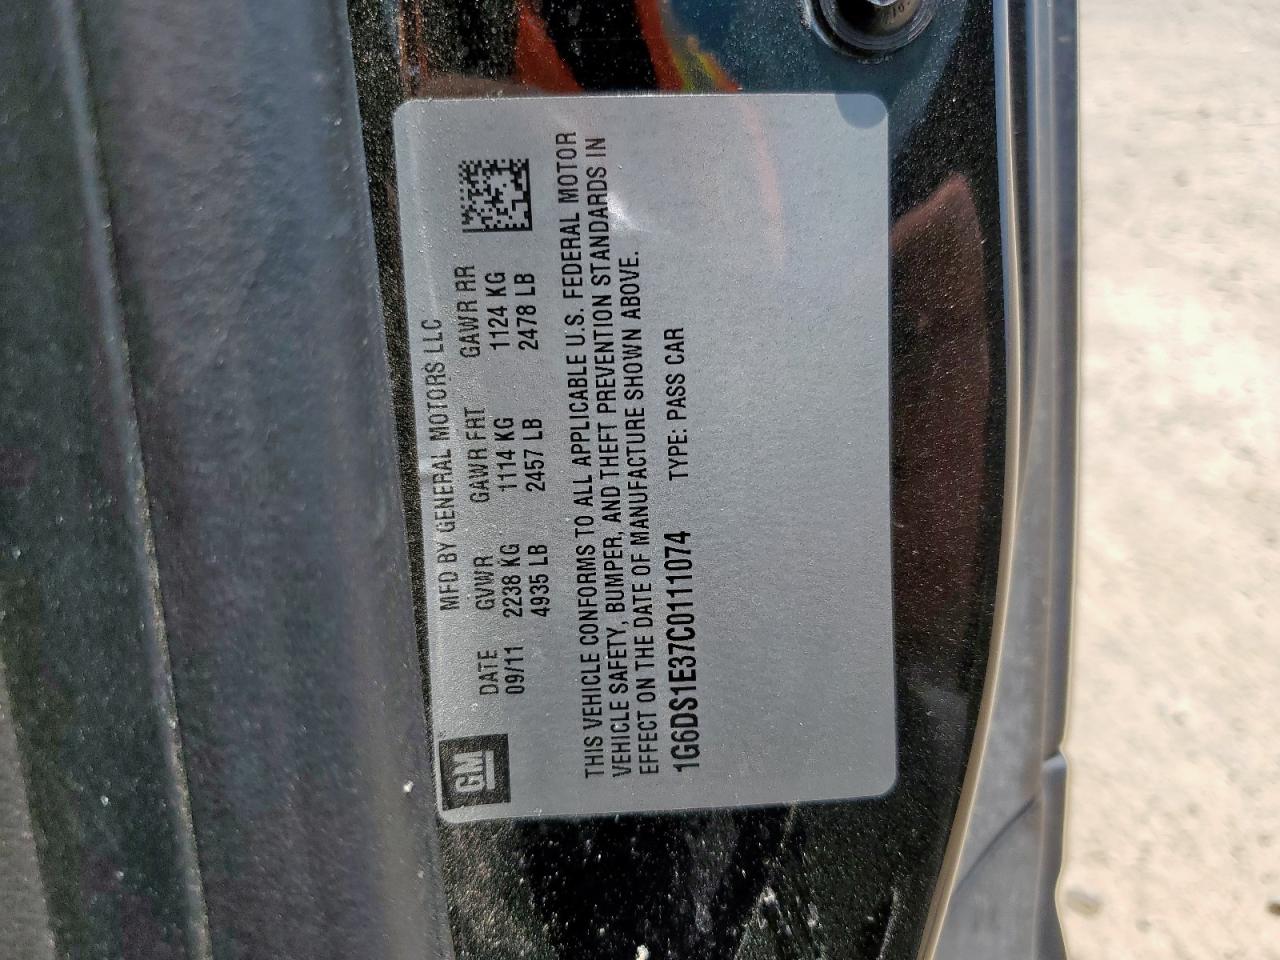 GM
MFD BY GENERAL MOTORS LLC
DATE GVWR GAWR FRT GAWR RR
09/11 2238 KG 1114 KG 1124 KG
4935 LB 2457 LB 2478 LB
THIS VEHICLE CONFORMS TO ALL APPLICABLE U.S. FEDERAL MOTOR
VEHICLE SAFETY, BUMPER, AND THEFT PREVENTION STANDARDS IN
EFFECT ON THE DATE OF MANUFACTURE SHOWN ABOVE.
1G6DS1E37C0111074 TYPE: PASS CAR